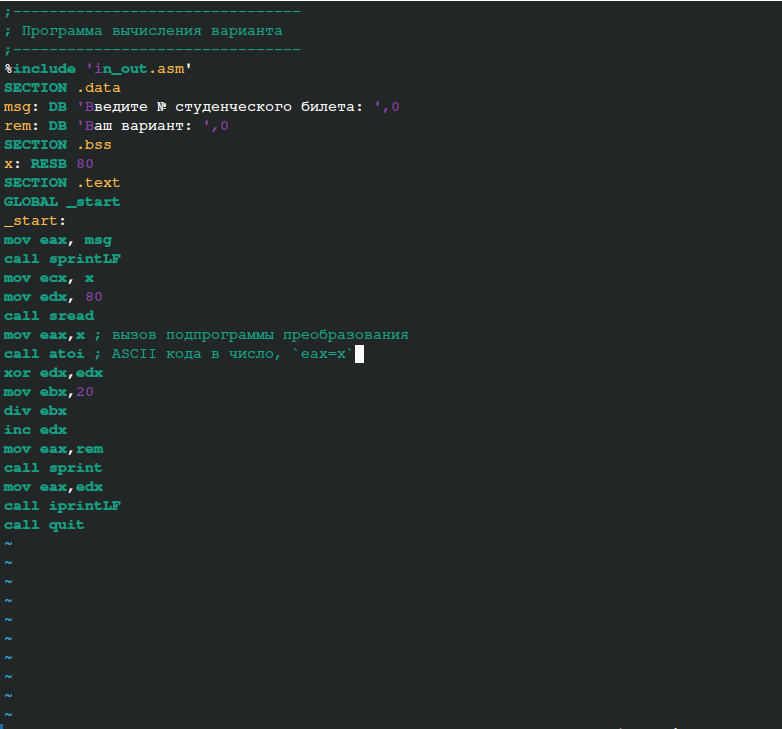 ;--------------------------------
; Программа вычисления варианта
;--------------------------------
%include 'in_out.asm'
SECTION .data
msg: DB 'Введите № студенческого билета: ',0
rem: DB 'Ваш вариант: ',0
SECTION .bss
x: RESB 80
SECTION .text
GLOBAL _start
_start:
mov eax, msg
call sprintLF
mov ecx, x
mov edx, 80
call sread
mov eax,x ; вызов подпрограммы преобразования
call atoi ; ASCII кода в число, `eax=x`
xor edx,edx
mov ebx,20
div ebx
inc edx
mov eax,rem
call sprint
mov eax,edx
call iprintLF
call quit
~
~
~
~
~
~
~
~
~
~